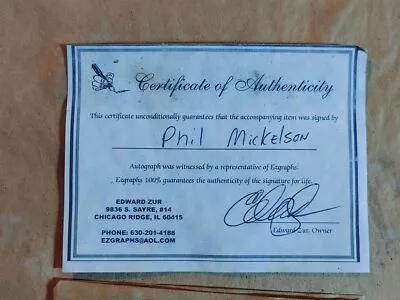 Certificate of Authenticity
This certificate unconditionally guarantees that the accompanying item was signed by
Phil Mickelson
Autograph was witnessed by a representative of Ezgraphs.
Ezgraphs 100% guarantees the authenticity of the signature for life.
EDWARD ZUR
9836 S. SAYRE, 814
CHICAGO RIDGE, IL 60415
PHONE: 630-201-4186
EZGRAPHS@AOL.COM
Edward Zur, Owner